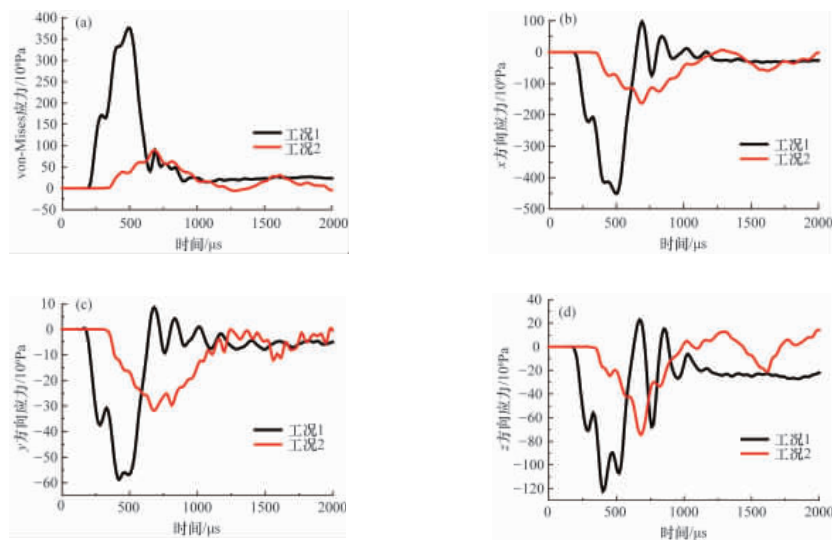 (a)
400
350
300
250
200
150
100
50
0
−50
von-Mises应力/10⁶Pa
工况1
工况2
0 500 1000 1500 2000
时间/μs
(b)
100
0
−100
−200
−300
−400
−500
x方向应力/10⁶Pa
工况1
工况2
0 500 1000 1500 2000
时间/μs
(c)
10
0
−10
−20
−30
−40
−50
−60
y方向应力/10⁶Pa
工况1
工况2
0 500 1000 1500 2000
时间/μs
(d)
40
20
0
−20
−40
−60
−80
−100
−120
z方向应力/10⁶Pa
工况1
工况2
0 500 1000 1500 2000
时间/μs